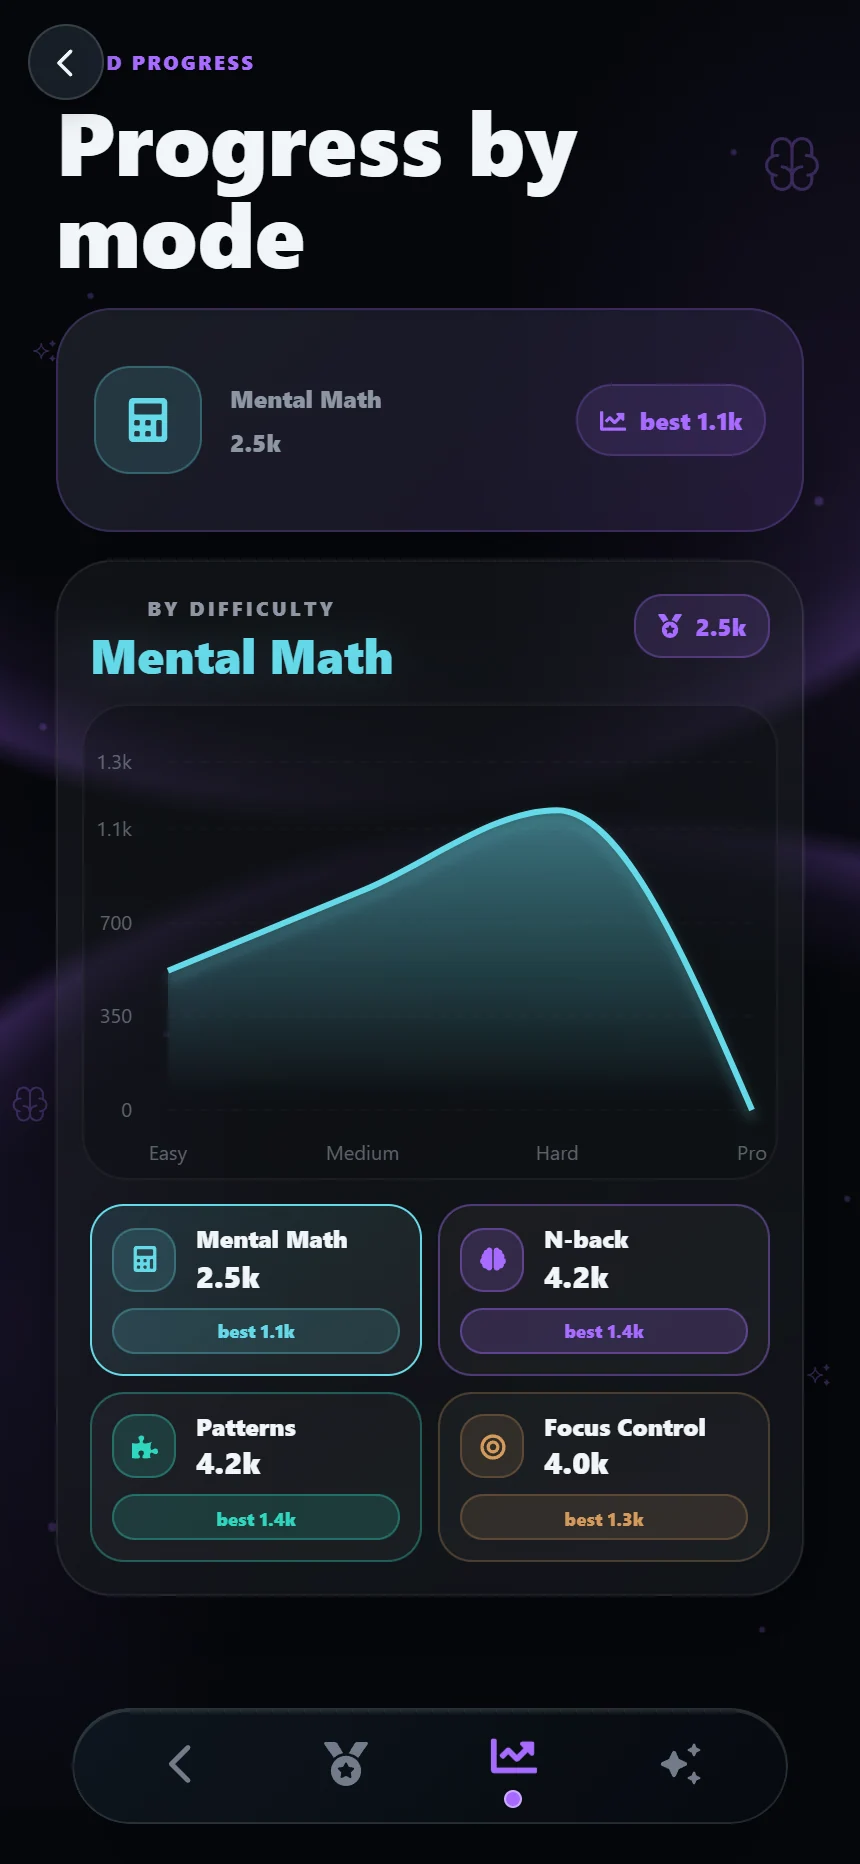 D PROGRESS
Progress by
mode
Mental Math
2.5k
best 1.1k
BY DIFFICULTY
Mental Math
2.5k
1.3k
1.1k
700
350
0
Easy Medium Hard Pro
Mental Math
2.5k
best 1.1k
N-back
4.2k
best 1.4k
Patterns
4.2k
best 1.4k
Focus Control
4.0k
best 1.3k